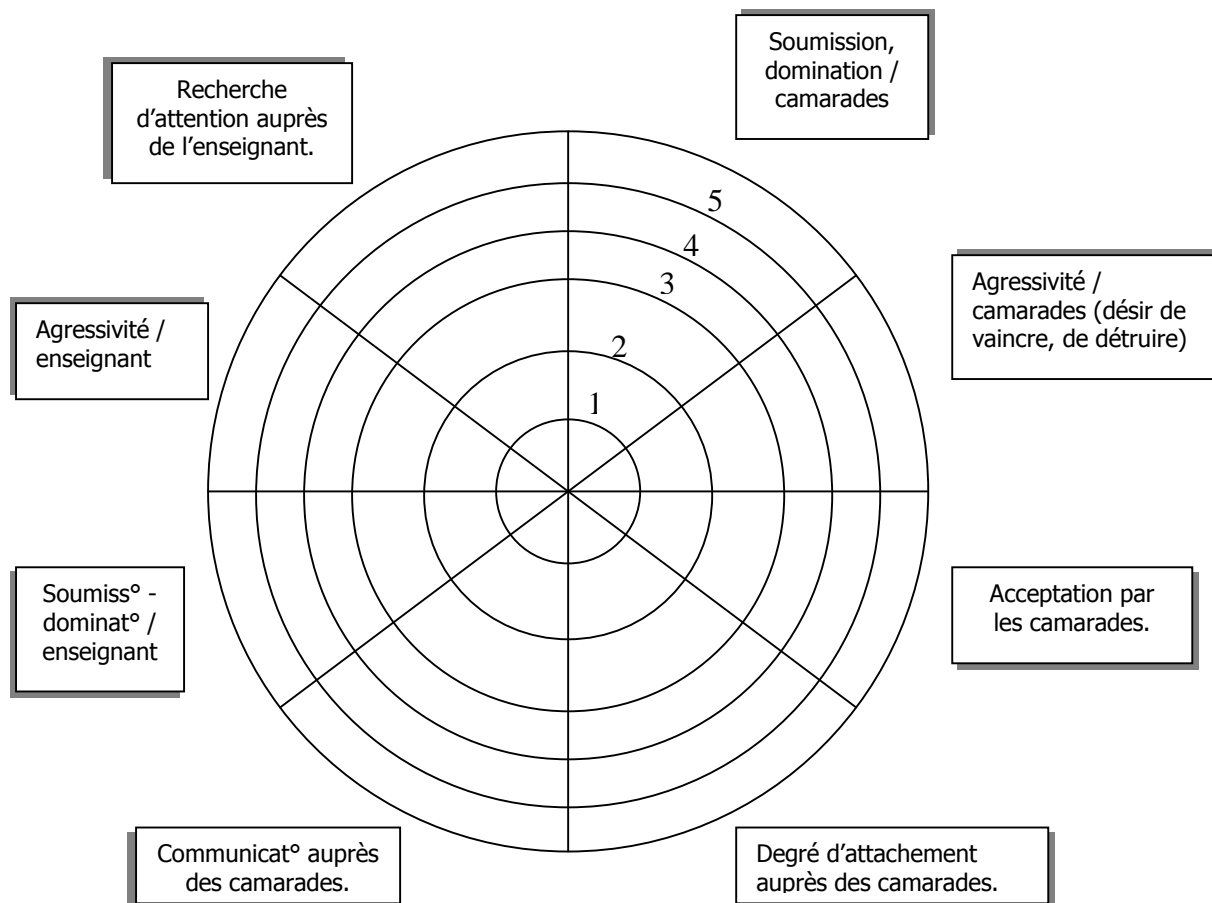 Soumission,
domination /
camarades
Recherche
d'attention auprès
de l'enseignant.
5
4
3
2
1
Agressivité /
camarades (désir de
vaincre, de détruire)
Agressivité /
enseignant
Soumiss° -
dominat° /
enseignant
Acceptation par
les camarades.
Communicat° auprès
des camarades.
Degré d'attachement
auprès des camarades.